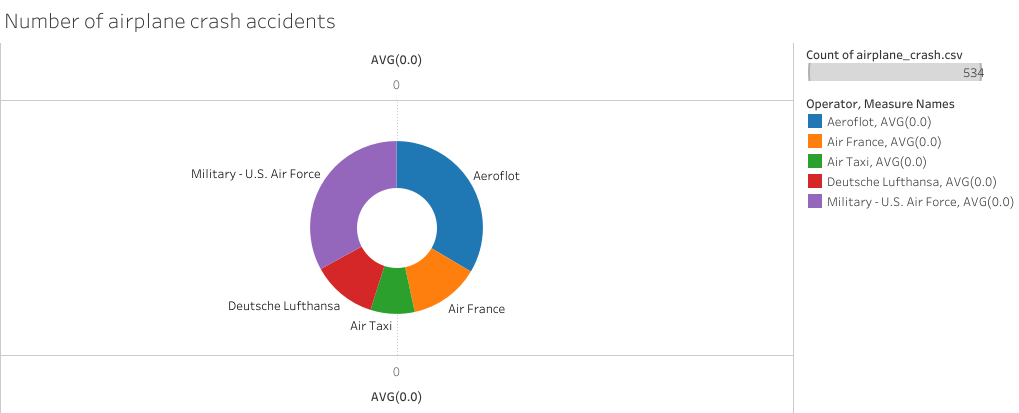 Number of airplane crash accidents
AVG(0.0)
0
Military - U.S. Air Force
Aeroflot
Deutsche Lufthansa
Air France
Air Taxi
0
AVG(0.0)
Count of airplane_crash.csv
534
Operator, Measure Names
Aeroflot, AVG(0.0)
Air France, AVG(0.0)
Air Taxi, AVG(0.0)
Deutsche Lufthansa, AVG(0.0)
Military - U.S. Air Force, AVG(0.0)